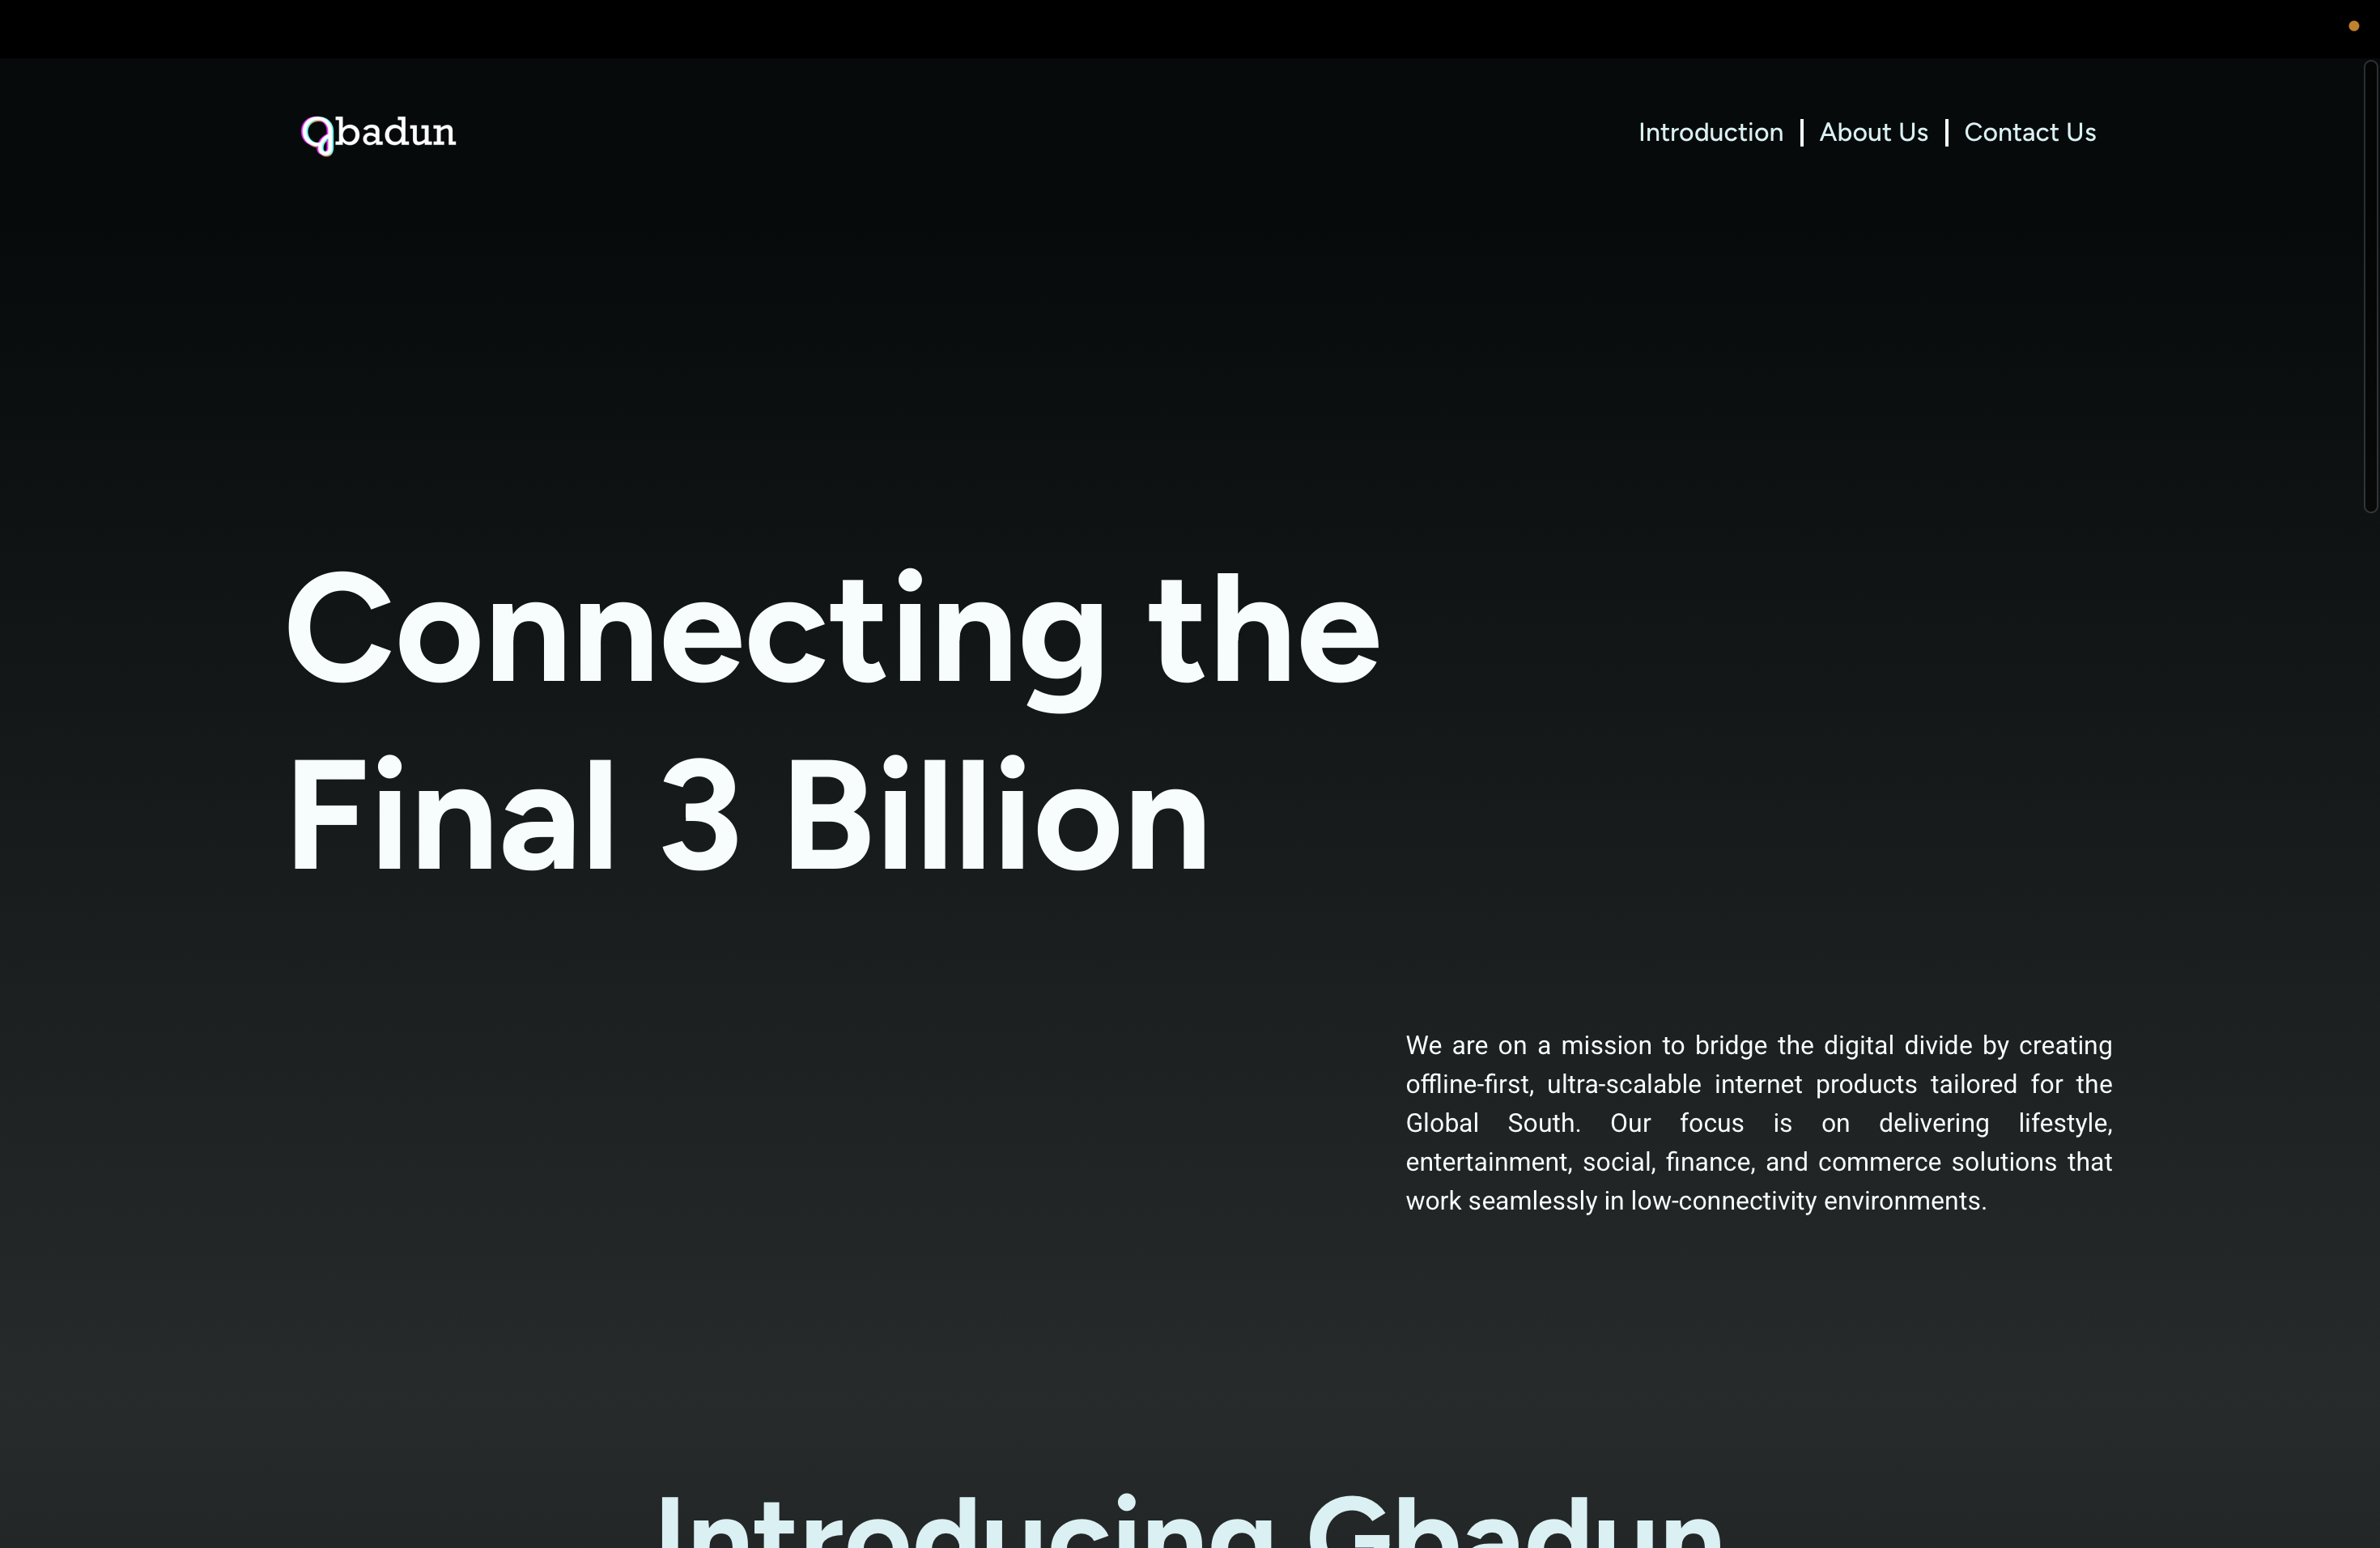 gbadun
Introduction | About Us | Contact Us
Connecting the
Final 3 Billion
We are on a mission to bridge the digital divide by creating
offline-first, ultra-scalable internet products tailored for the
Global South. Our focus is on delivering lifestyle,
entertainment, social, finance, and commerce solutions that
work seamlessly in low-connectivity environments.
Introducing Gbadun